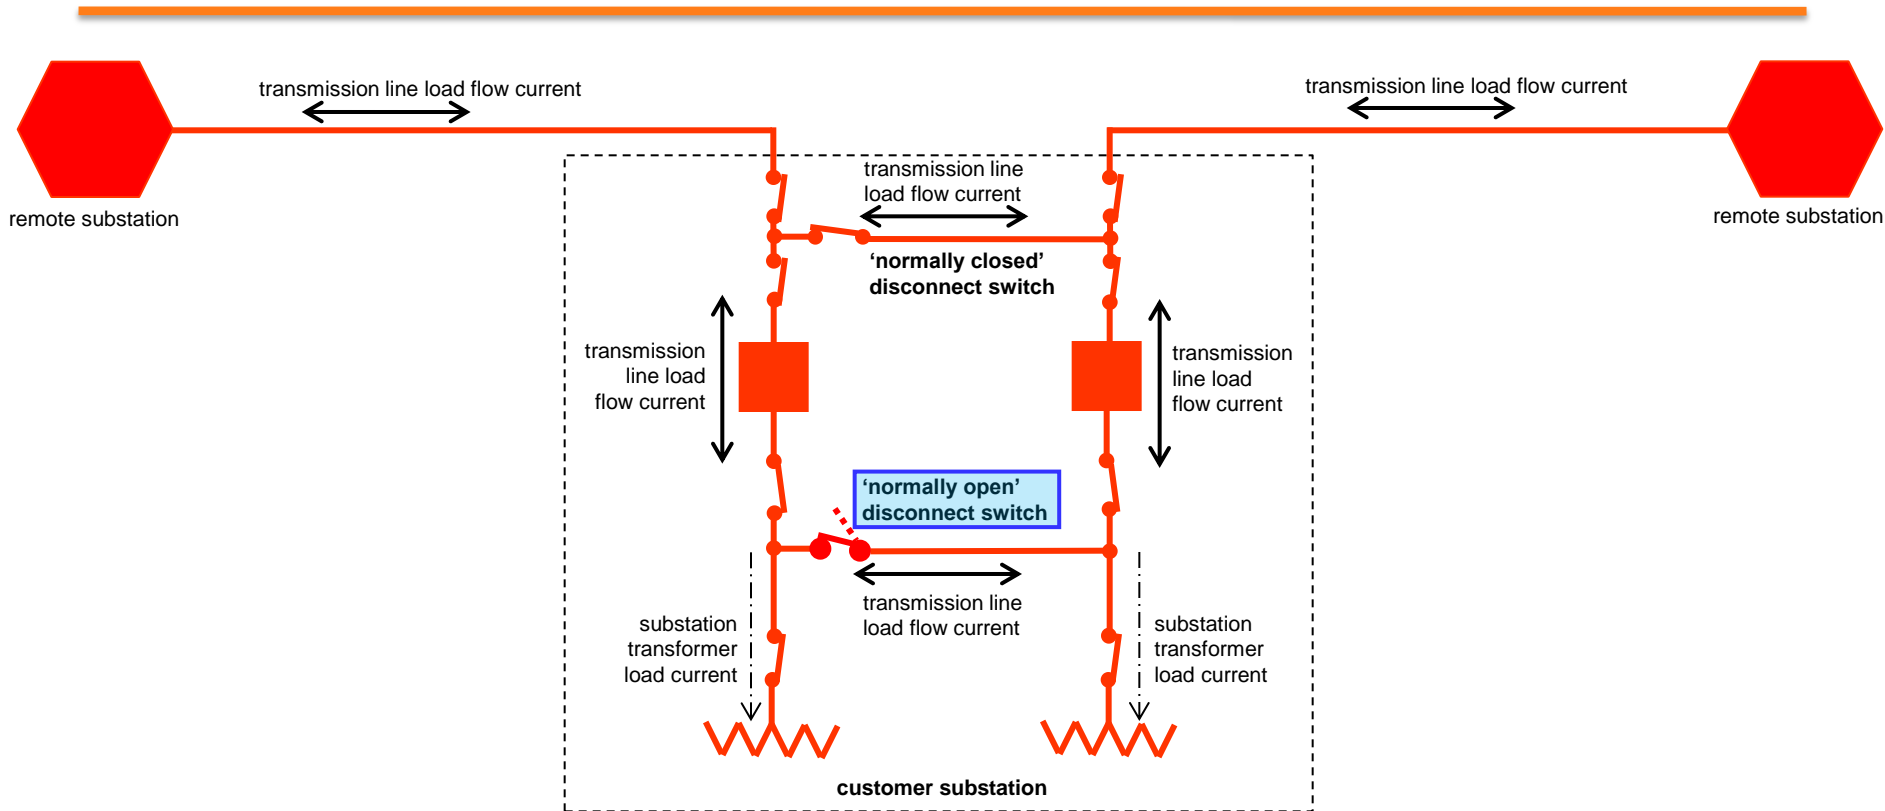 transmission line load flow current
transmission line load flow current
remote substation
remote substation
transmission line
load flow current
‘normally closed’
disconnect switch
transmission
line load
flow current
transmission
line load
flow current
‘normally open’
disconnect switch
transmission line
load flow current
substation
transformer
load current
substation
transformer
load current
customer substation